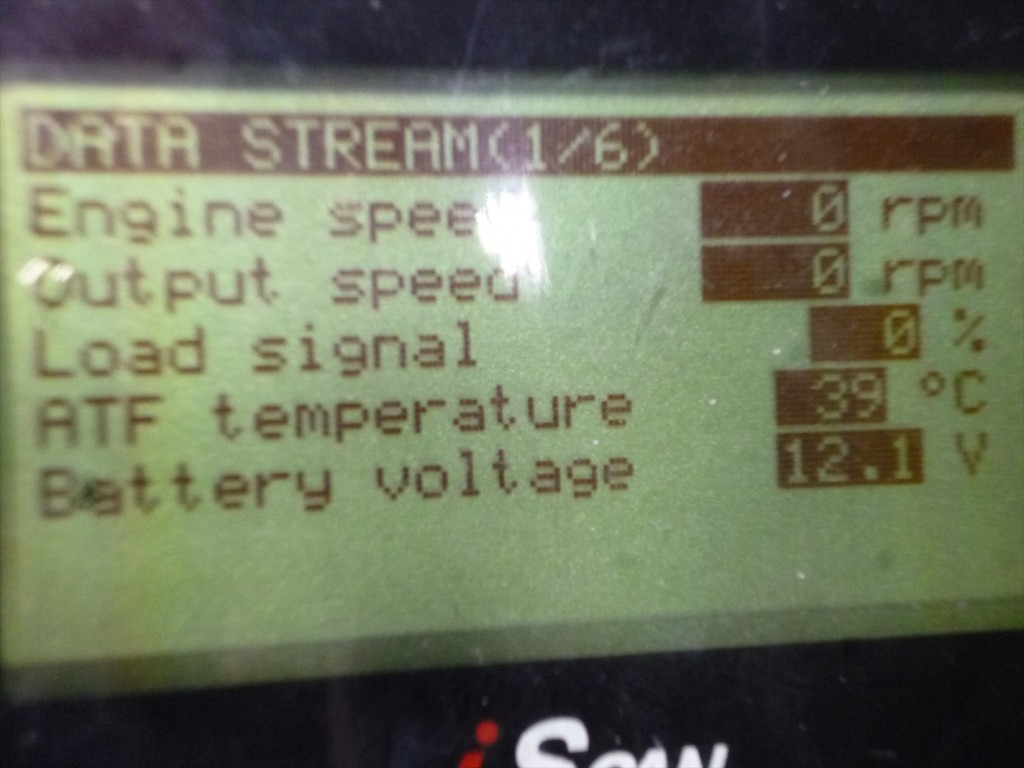 DATA STREAM(1/6)
Engine speed 0 rpm
Output speed 0 rpm
Load signal 0 %
ATF temperature 39 °C
Battery voltage 12.1 V
iScan